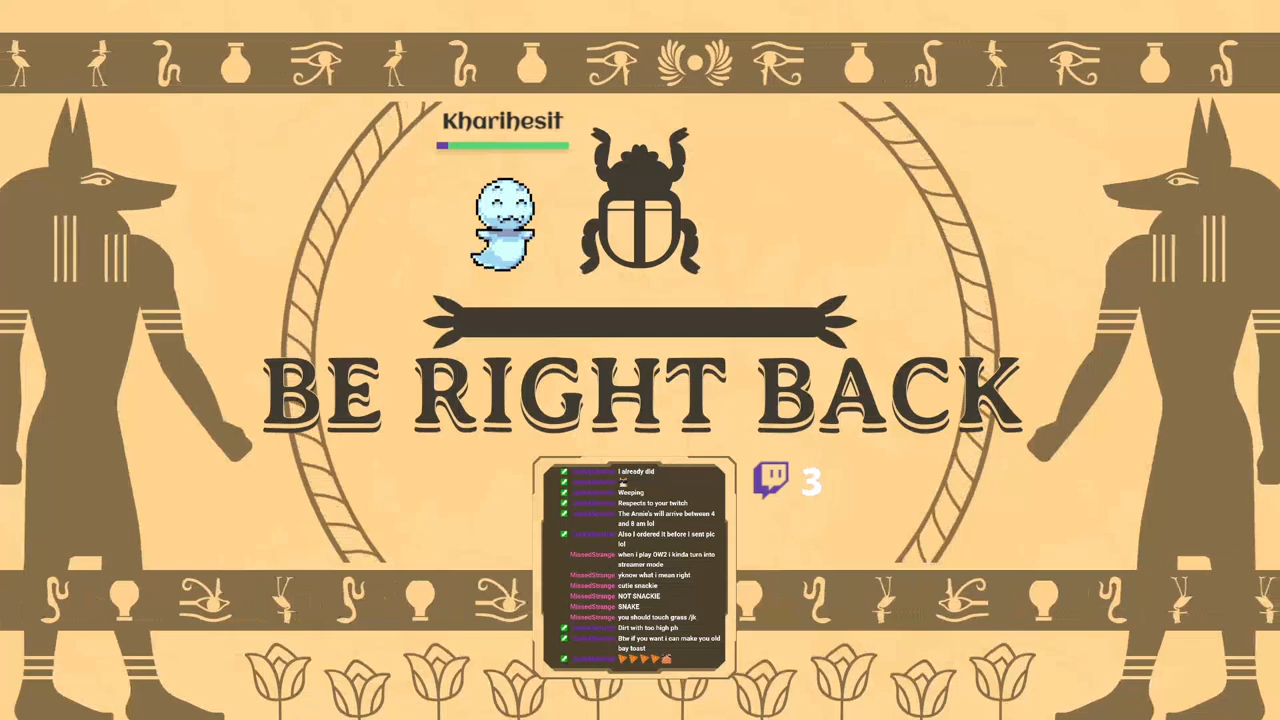 Kharihesit
BE RIGHT BACK
3
I already did
Weeping
Respects to your twitch
The Annie's will arrive between 4
and 8 am lol
Also I ordered it before I sent pic
lol
MissedStrange when i play OW2 i kinda turn into
streamer mode
MissedStrange yknow what i mean right
MissedStrange cutie snackie
MissedStrange NOT SNACKIE
MissedStrange SNAKE
MissedStrange you should touch grass /jk
Dirt with too high ph
Btw if you want i can make you old
bay toast